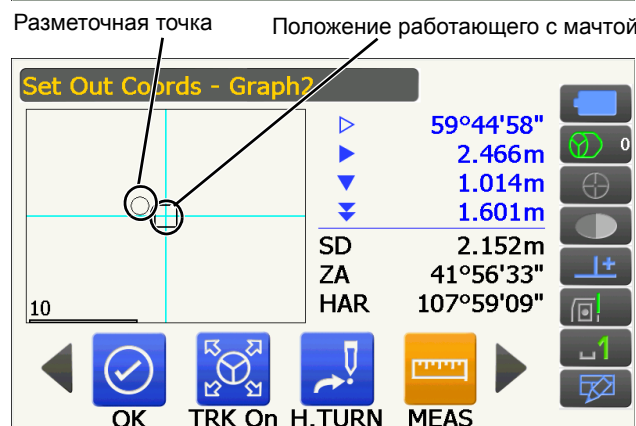 Разметочная точка
Положение работающего с мачтой
Set Out Coords - Graph2
59°44'58"
2.466m
1.014m
1.601m
SD 2.152m
ZA 41°56'33"
HAR 107°59'09"
10
0
1
OK TRK On H.TURN MEAS